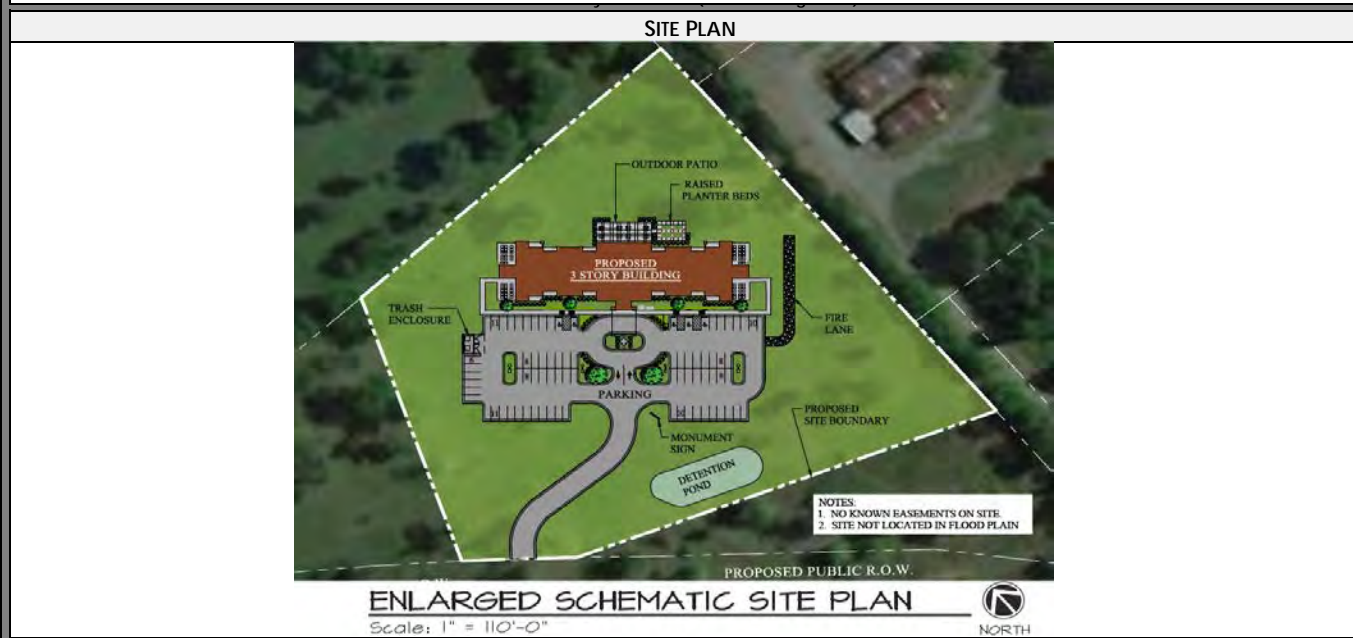 SITE PLAN
OUTDOOR PATIO
RAISED
PLANTER BEDS
PROPOSED
3 STORY BUILDING
TRASH
ENCLOSURE
FIRE
LANE
PARKING
PROPOSED
SITE BOUNDARY
MONUMENT
SIGN
DETENTION
POND
NOTES:
1. NO KNOWN EASEMENTS ON SITE.
2. SITE NOT LOCATED IN FLOOD PLAIN
PROPOSED PUBLIC R.O.W.
ENLARGED SCHEMATIC SITE PLAN
Scale: 1" = 110'-0"
NORTH